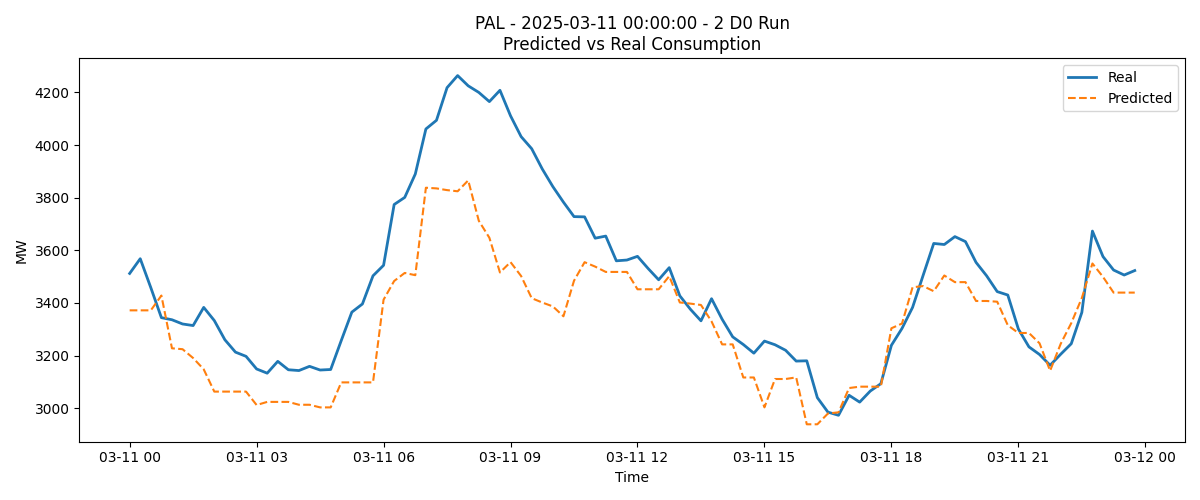 PAL - 2025-03-11 00:00:00 - 2 D0 Run
Predicted vs Real Consumption
Real
Predicted
MW
4200
4000
3800
3600
3400
3200
3000
03-11 00
03-11 03
03-11 06
03-11 09
03-11 12
03-11 15
03-11 18
03-11 21
03-12 00
Time